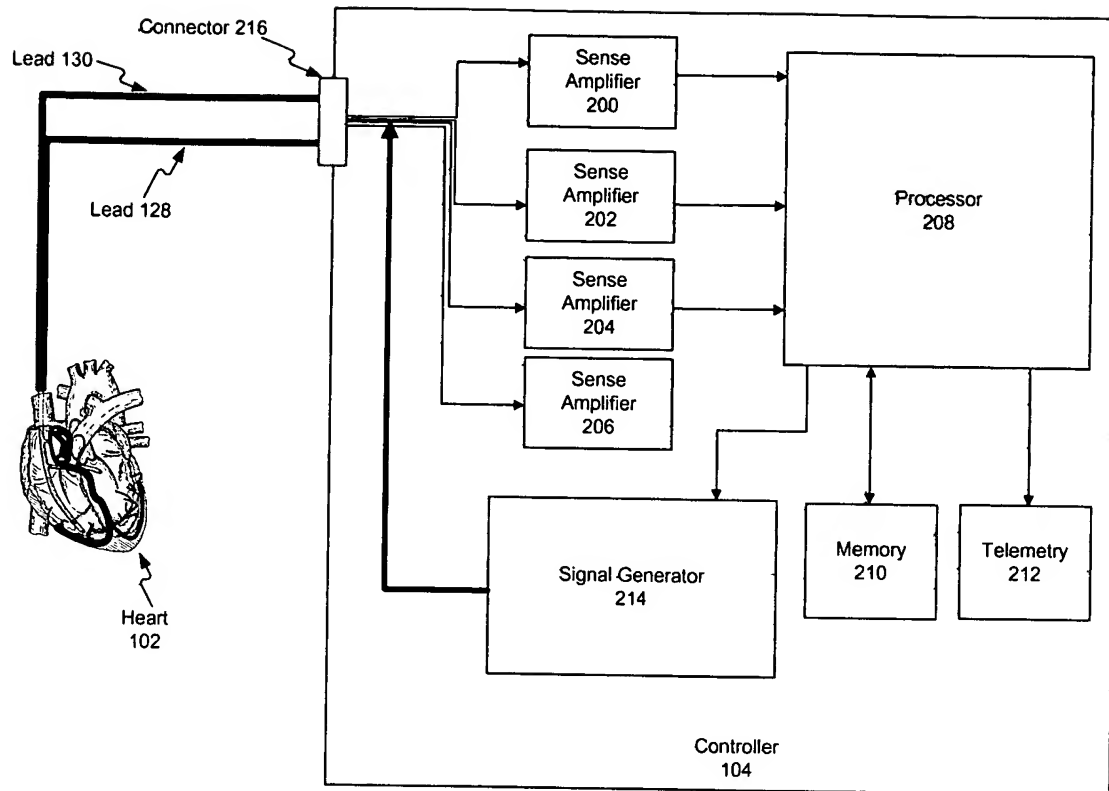 Connector 216
Lead 130
Lead 128
Sense
Amplifier
200
Sense
Amplifier
202
Sense
Amplifier
204
Sense
Amplifier
206
Processor
208
Signal Generator
214
Memory
210
Telemetry
212
Heart
102
Controller
104